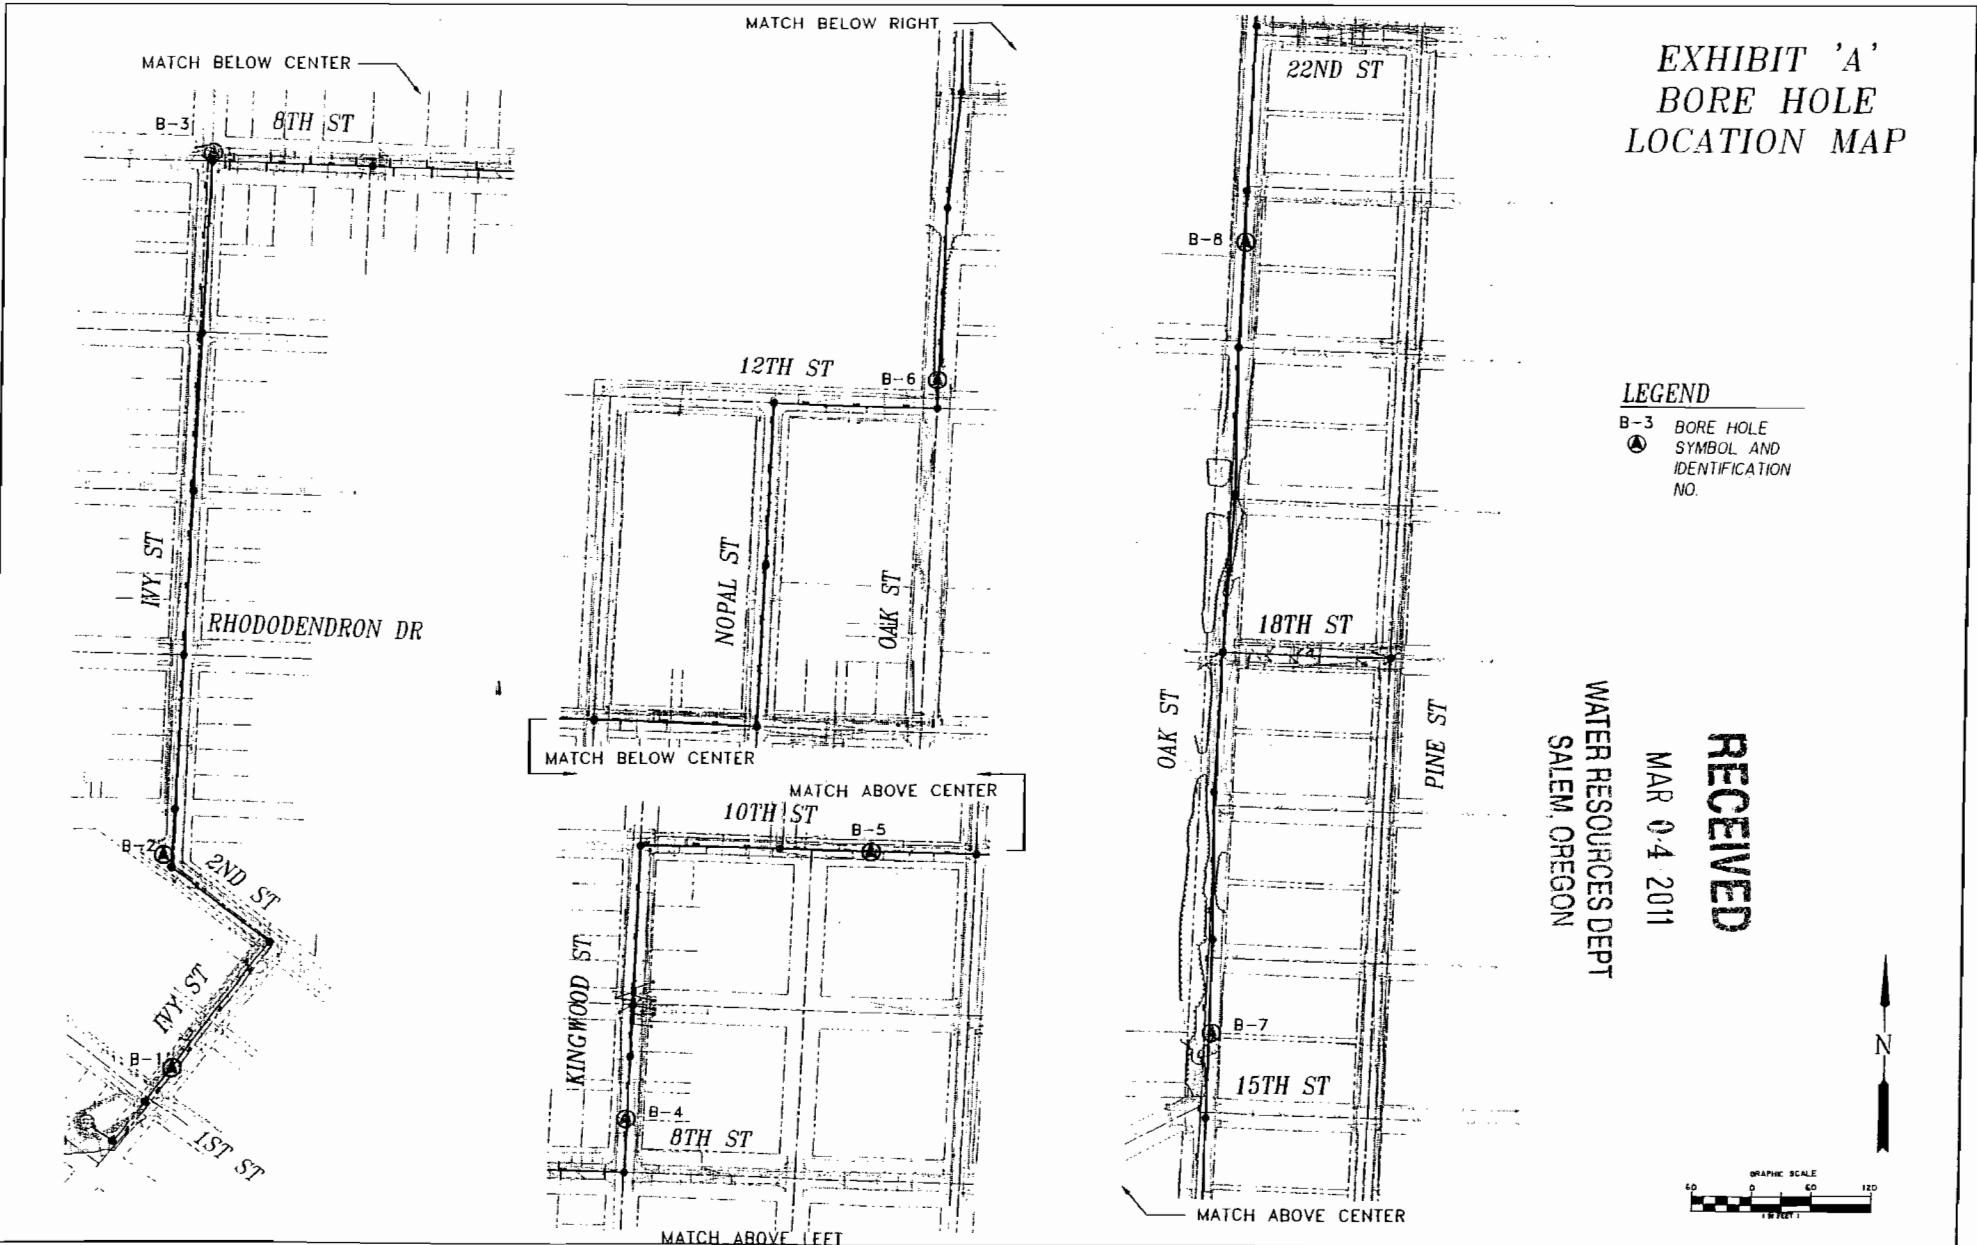 EXHIBIT 'A'
BORE HOLE
LOCATION MAP
MATCH BELOW CENTER
B-3
8TH ST
IVY ST
RHODODENDRON DR
B-2
2ND ST
IVY ST
B-1
1ST ST
MATCH BELOW RIGHT
12TH ST
B-6
NOPAL ST
OAK ST
MATCH BELOW CENTER
MATCH ABOVE CENTER
10TH ST
B-5
KINGWOOD ST
B-4
8TH ST
MATCH ABOVE LEFT
22ND ST
B-8
18TH ST
OAK ST
PINE ST
B-7
15TH ST
MATCH ABOVE CENTER
LEGEND
B-3 BORE HOLE
SYMBOL AND
IDENTIFICATION
NO.
RECEIVED
MAR 04 2011
WATER RESOURCES DEPT
SALEM, OREGON
N
GRAPHIC SCALE
60 0 60 120
( IN FEET )